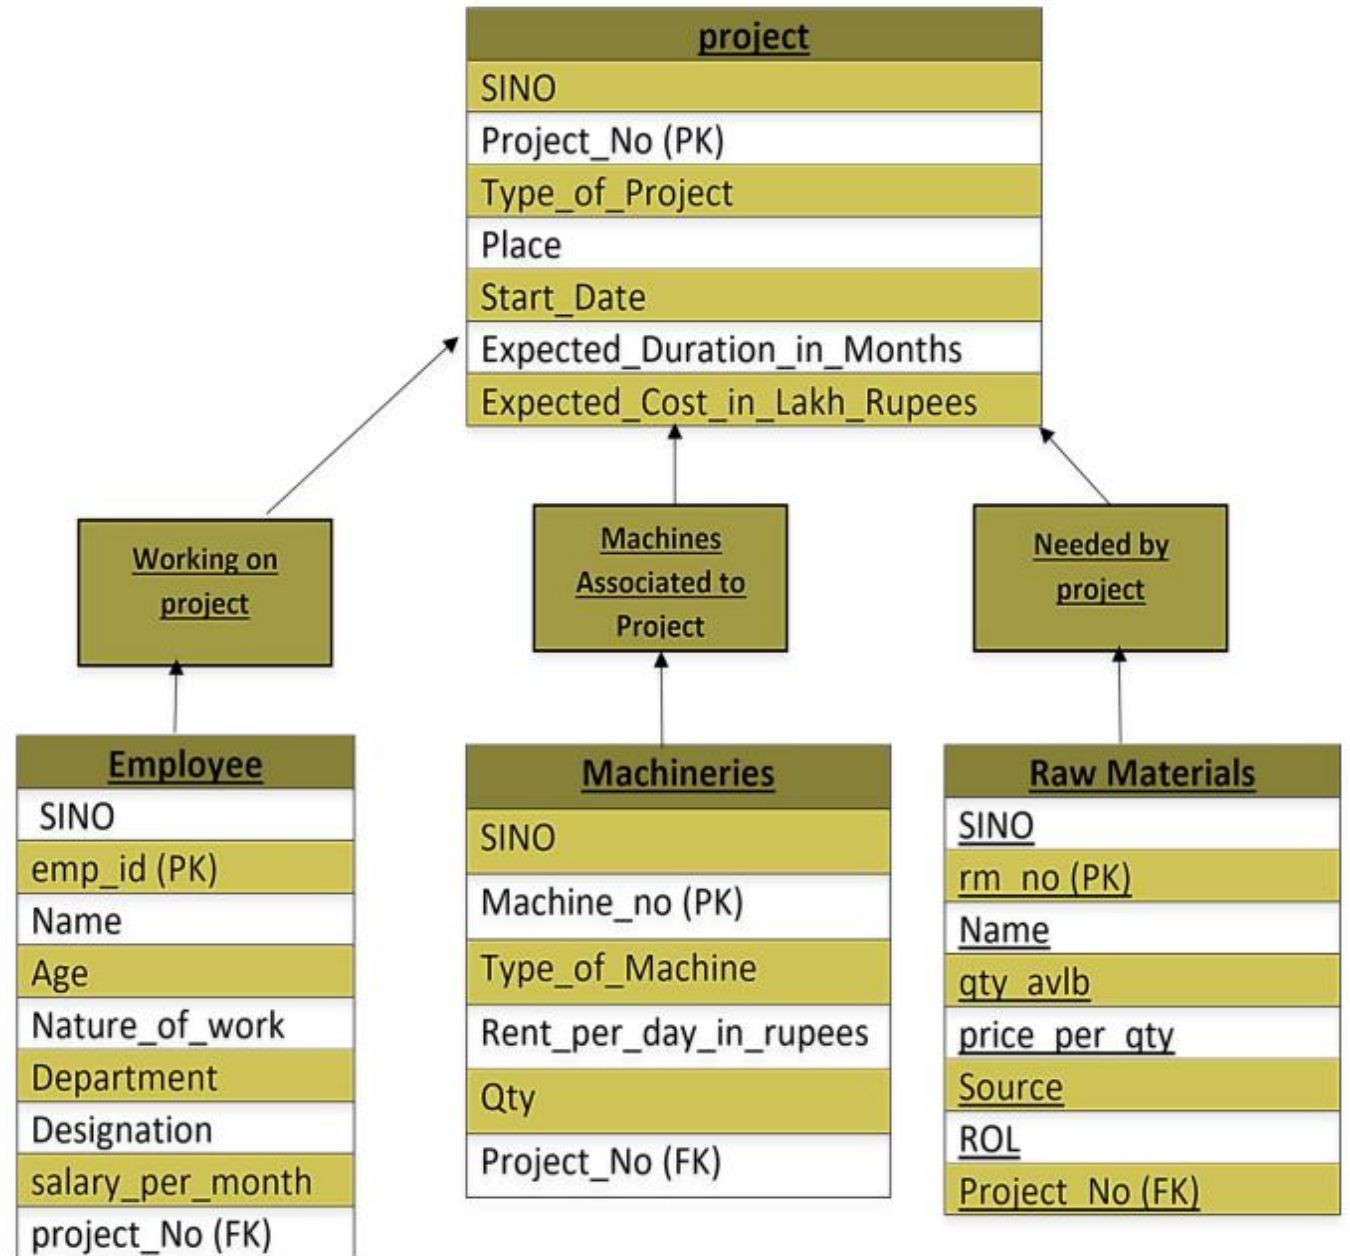 project
SINO
Project_No (PK)
Type_of_Project
Place
Start_Date
Expected_Duration_in_Months
Expected_Cost_in_Lakh_Rupees
Working on
project
Machines
Associated to
Project
Needed by
project
Employee
SINO
emp_id (PK)
Name
Age
Nature_of_work
Department
Designation
salary_per_month
project_No (FK)
Machineries
SINO
Machine_no (PK)
Type_of_Machine
Rent_per_day_in_rupees
Qty
Project_No (FK)
Raw Materials
SINO
rm_no (PK)
Name
qty_avlb
price_per_qty
Source
ROL
Project_No (FK)